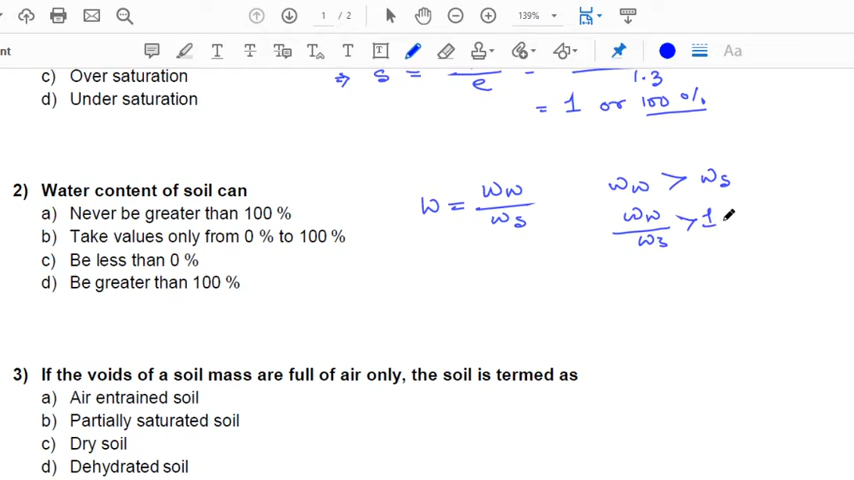 1 / 2
139%
nt
T T T T T T Aa
c) Over saturation
d) Under saturation
⇒ S = e = 1.3
= 1 or 100 %
2) Water content of soil can
a) Never be greater than 100 %
b) Take values only from 0 % to 100 %
c) Be less than 0 %
d) Be greater than 100 %
W = Ww / Ws
Ww > Ws
Ww / Ws > 1
3) If the voids of a soil mass are full of air only, the soil is termed as
a) Air entrained soil
b) Partially saturated soil
c) Dry soil
d) Dehydrated soil